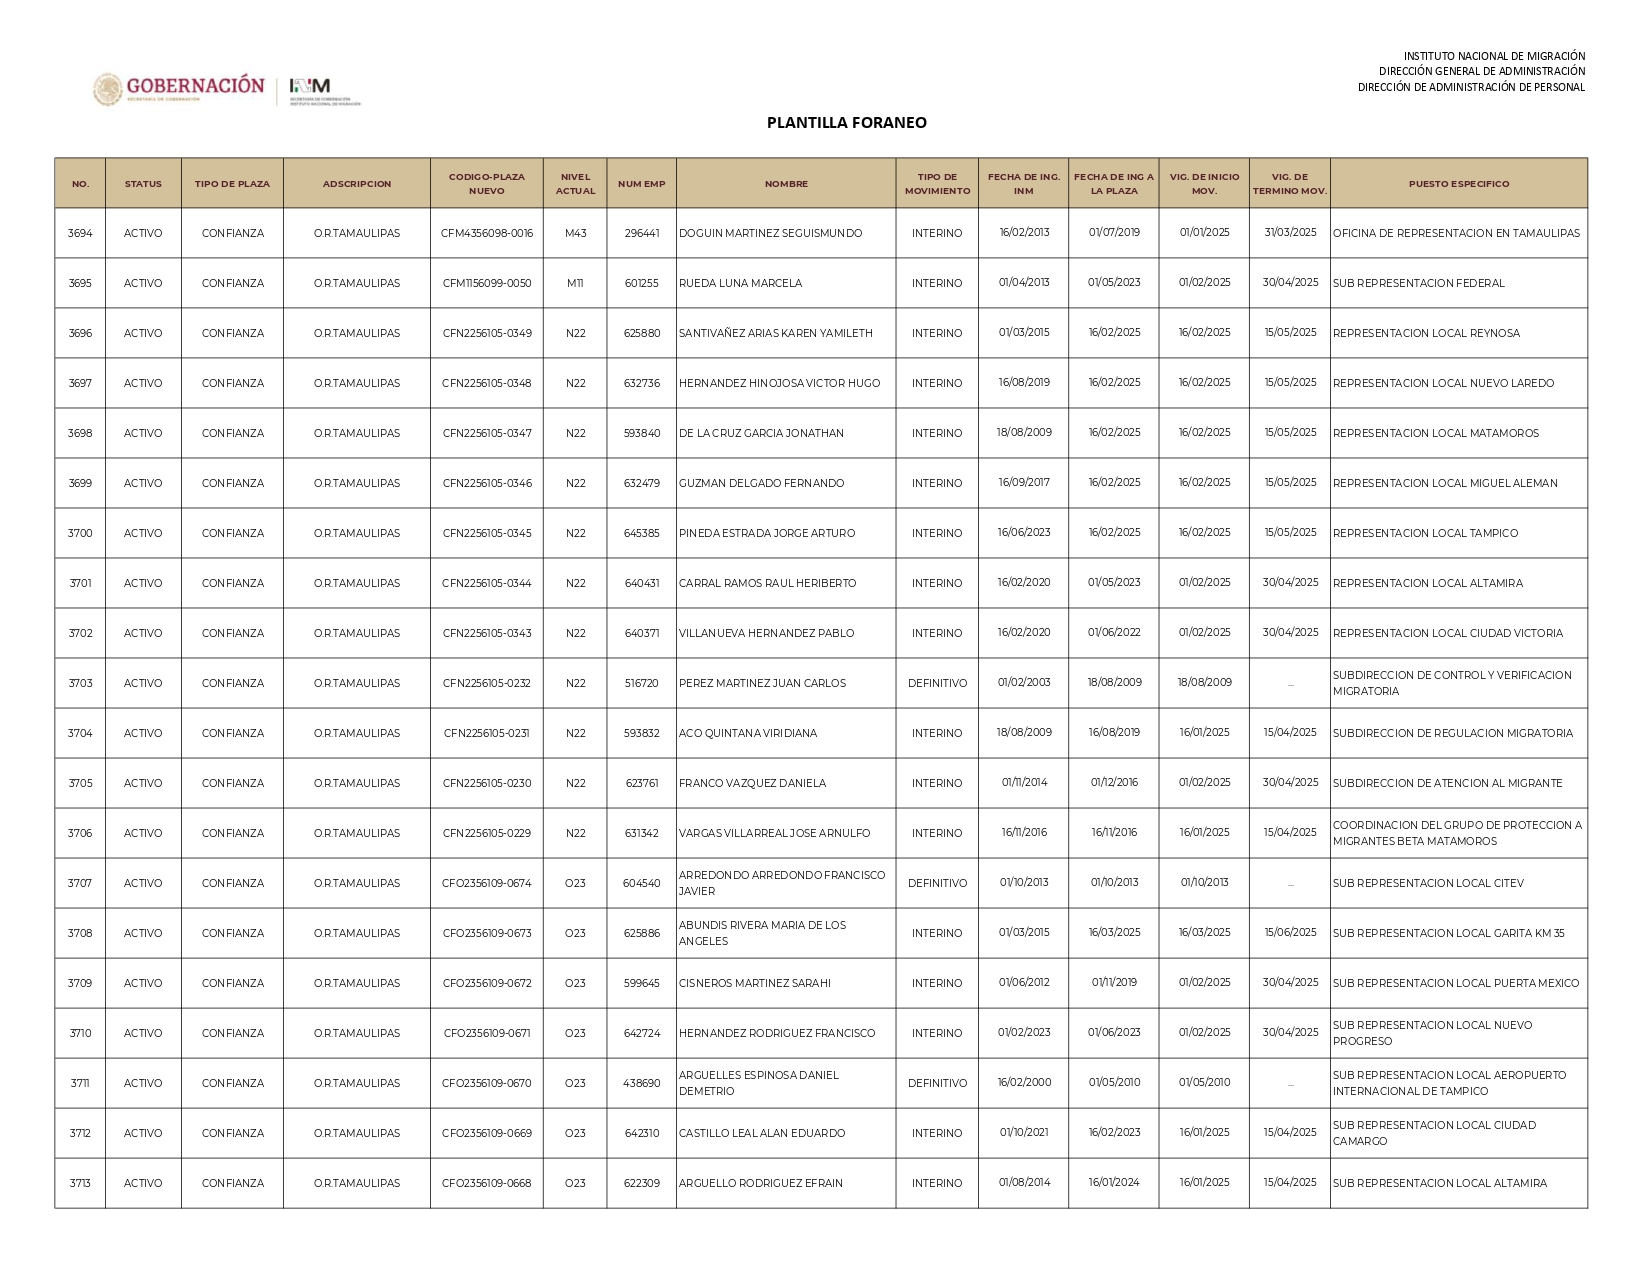 INSTITUTO NACIONAL DE MIGRACIÓN
DIRECCIÓN GENERAL DE ADMINISTRACIÓN
DIRECCIÓN DE ADMINISTRACIÓN DE PERSONAL
GOBERNACIÓN
SECRETARÍA DE GOBERNACIÓN
INM
SECRETARÍA DE GOBERNACIÓN
INSTITUTO NACIONAL DE MIGRACIÓN
PLANTILLA FORANEO
NO. STATUS TIPO DE PLAZA ADSCRIPCION CODIGO-PLAZA NUEVO NIVEL ACTUAL NUM EMP NOMBRE TIPO DE MOVIMIENTO FECHA DE ING. INM FECHA DE ING A LA PLAZA VIG. DE INICIO MOV. VIG. DE TERMINO MOV. PUESTO ESPECIFICO
3694 ACTIVO CONFIANZA O.R.TAMAULIPAS CFM4356098-0016 M43 296441 DOGUIN MARTINEZ SEGUISMUNDO INTERINO 16/02/2013 01/07/2019 01/01/2025 31/03/2025 OFICINA DE REPRESENTACION EN TAMAULIPAS
3695 ACTIVO CONFIANZA O.R.TAMAULIPAS CFM1156099-0050 M11 601255 RUEDA LUNA MARCELA INTERINO 01/04/2013 01/05/2023 01/02/2025 30/04/2025 SUB REPRESENTACION FEDERAL
3696 ACTIVO CONFIANZA O.R.TAMAULIPAS CFN2256105-0349 N22 625880 SANTIVAÑEZ ARIAS KAREN YAMILETH INTERINO 01/03/2015 16/02/2025 16/02/2025 15/05/2025 REPRESENTACION LOCAL REYNOSA
3697 ACTIVO CONFIANZA O.R.TAMAULIPAS CFN2256105-0348 N22 632736 HERNANDEZ HINOJOSA VICTOR HUGO INTERINO 16/08/2019 16/02/2025 16/02/2025 15/05/2025 REPRESENTACION LOCAL NUEVO LAREDO
3698 ACTIVO CONFIANZA O.R.TAMAULIPAS CFN2256105-0347 N22 593840 DE LA CRUZ GARCIA JONATHAN INTERINO 18/08/2009 16/02/2025 16/02/2025 15/05/2025 REPRESENTACION LOCAL MATAMOROS
3699 ACTIVO CONFIANZA O.R.TAMAULIPAS CFN2256105-0346 N22 632479 GUZMAN DELGADO FERNANDO INTERINO 16/09/2017 16/02/2025 16/02/2025 15/05/2025 REPRESENTACION LOCAL MIGUEL ALEMAN
3700 ACTIVO CONFIANZA O.R.TAMAULIPAS CFN2256105-0345 N22 645385 PINEDA ESTRADA JORGE ARTURO INTERINO 16/06/2023 16/02/2025 16/02/2025 15/05/2025 REPRESENTACION LOCAL TAMPICO
3701 ACTIVO CONFIANZA O.R.TAMAULIPAS CFN2256105-0344 N22 640431 CARRAL RAMOS RAUL HERIBERTO INTERINO 16/02/2020 01/05/2023 01/02/2025 30/04/2025 REPRESENTACION LOCAL ALTAMIRA
3702 ACTIVO CONFIANZA O.R.TAMAULIPAS CFN2256105-0343 N22 640371 VILLANUEVA HERNANDEZ PABLO INTERINO 16/02/2020 01/06/2022 01/02/2025 30/04/2025 REPRESENTACION LOCAL CIUDAD VICTORIA
3703 ACTIVO CONFIANZA O.R.TAMAULIPAS CFN2256105-0232 N22 516720 PEREZ MARTINEZ JUAN CARLOS DEFINITIVO 01/02/2003 18/08/2009 18/08/2009 ... SUBDIRECCION DE CONTROL Y VERIFICACION MIGRATORIA
3704 ACTIVO CONFIANZA O.R.TAMAULIPAS CFN2256105-0231 N22 593832 ACO QUINTANA VIRIDIANA INTERINO 18/08/2009 16/08/2019 16/01/2025 15/04/2025 SUBDIRECCION DE REGULACION MIGRATORIA
3705 ACTIVO CONFIANZA O.R.TAMAULIPAS CFN2256105-0230 N22 623761 FRANCO VAZQUEZ DANIELA INTERINO 01/11/2014 01/12/2016 01/02/2025 30/04/2025 SUBDIRECCION DE ATENCION AL MIGRANTE
3706 ACTIVO CONFIANZA O.R.TAMAULIPAS CFN2256105-0229 N22 631342 VARGAS VILLARREAL JOSE ARNULFO INTERINO 16/11/2016 16/11/2016 16/01/2025 15/04/2025 COORDINACION DEL GRUPO DE PROTECCION A MIGRANTES BETA MATAMOROS
3707 ACTIVO CONFIANZA O.R.TAMAULIPAS CFO2356109-0674 O23 604540 ARREDONDO ARREDONDO FRANCISCO JAVIER DEFINITIVO 01/10/2013 01/10/2013 01/10/2013 ... SUB REPRESENTACION LOCAL CITEV
3708 ACTIVO CONFIANZA O.R.TAMAULIPAS CFO2356109-0673 O23 625886 ABUNDIS RIVERA MARIA DE LOS ANGELES INTERINO 01/03/2015 16/03/2025 16/03/2025 15/06/2025 SUB REPRESENTACION LOCAL GARITA KM 35
3709 ACTIVO CONFIANZA O.R.TAMAULIPAS CFO2356109-0672 O23 599645 CISNEROS MARTINEZ SARAHI INTERINO 01/06/2012 01/11/2019 01/02/2025 30/04/2025 SUB REPRESENTACION LOCAL PUERTA MEXICO
3710 ACTIVO CONFIANZA O.R.TAMAULIPAS CFO2356109-0671 O23 642724 HERNANDEZ RODRIGUEZ FRANCISCO INTERINO 01/02/2023 01/06/2023 01/02/2025 30/04/2025 SUB REPRESENTACION LOCAL NUEVO PROGRESO
3711 ACTIVO CONFIANZA O.R.TAMAULIPAS CFO2356109-0670 O23 438690 ARGUELLES ESPINOSA DANIEL DEMETRIO DEFINITIVO 16/02/2000 01/05/2010 01/05/2010 ... SUB REPRESENTACION LOCAL AEROPUERTO INTERNACIONAL DE TAMPICO
3712 ACTIVO CONFIANZA O.R.TAMAULIPAS CFO2356109-0669 O23 642310 CASTILLO LEAL ALAN EDUARDO INTERINO 01/10/2021 16/02/2023 16/01/2025 15/04/2025 SUB REPRESENTACION LOCAL CIUDAD CAMARGO
3713 ACTIVO CONFIANZA O.R.TAMAULIPAS CFO2356109-0668 O23 622309 ARGUELLO RODRIGUEZ EFRAIN INTERINO 01/08/2014 16/01/2024 16/01/2025 15/04/2025 SUB REPRESENTACION LOCAL ALTAMIRA